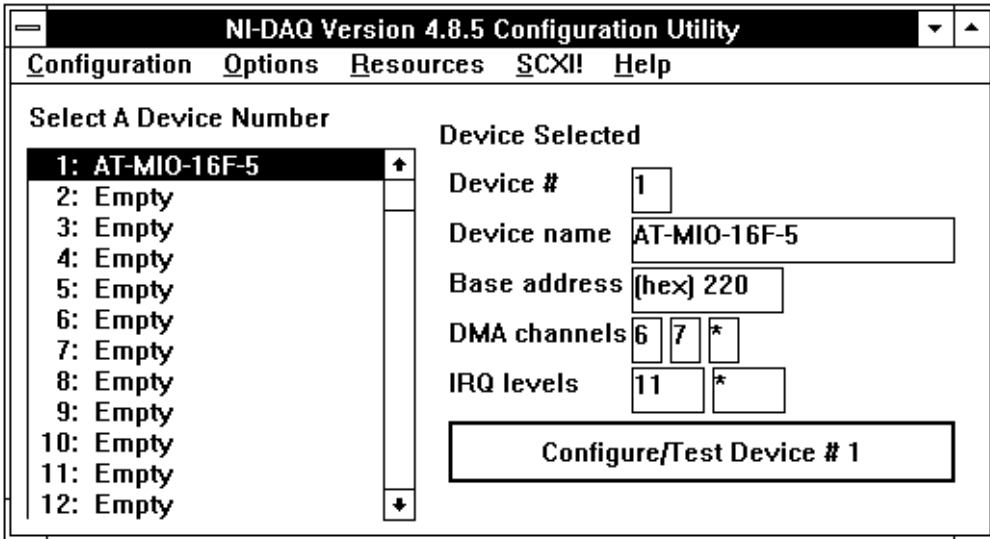 NI-DAQ Version 4.8.5 Configuration Utility
Configuration Options Resources SCXI! Help
Select A Device Number
1: AT-MIO-16F-5
2: Empty
3: Empty
4: Empty
5: Empty
6: Empty
7: Empty
8: Empty
9: Empty
10: Empty
11: Empty
12: Empty
Device Selected
Device # 1
Device name AT-MIO-16F-5
Base address (hex) 220
DMA channels 6 7 *
IRQ levels 11 *
Configure/Test Device # 1